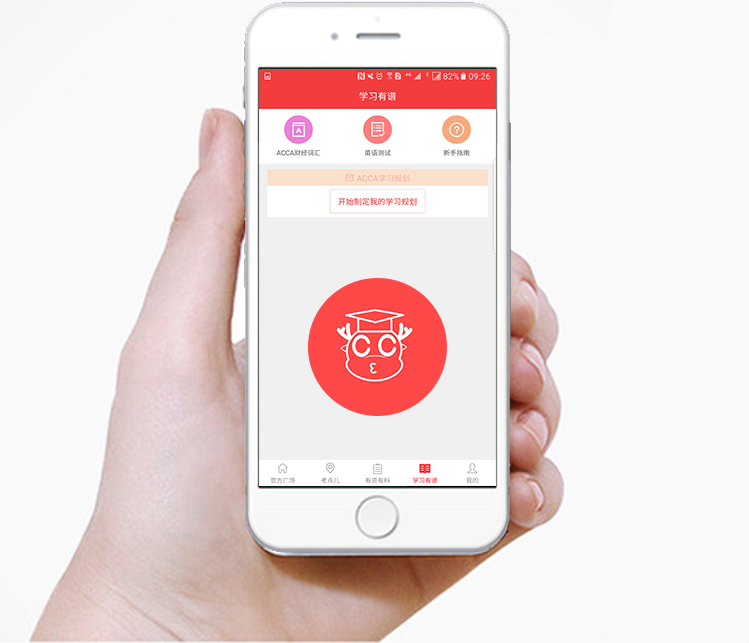 82% 09:26
学习有谱
ACCA财经词汇
英语测试
新手指南
ACCA学习规划
开始制定我的学习规划
官方广场
考点儿
有资有料
学习有谱
我的